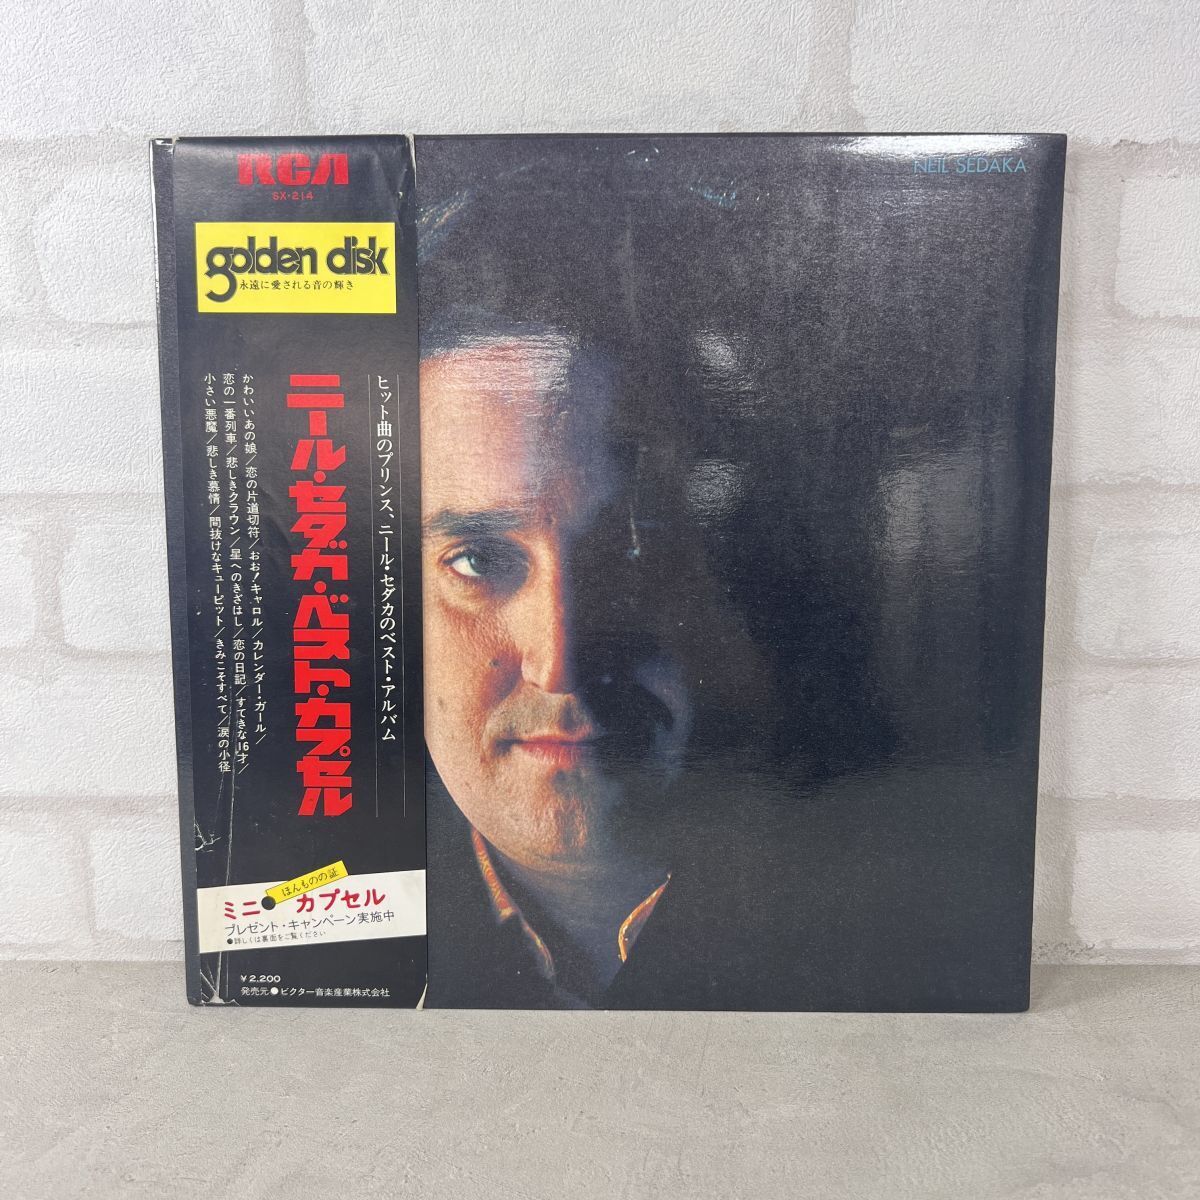 RCA
SX-214
golden disk
永遠に愛される音の輝き
NEIL SEDAKA
ヒット曲のプリンス、ニール・セダカのベスト・アルバム
ニール・セダカ・ベスト・カプセル
かわいいあの娘/恋の片道切符/おお!キャロル/カレンダー・ガール/
恋の一番列車/悲しきクラウン/星へのきざはし/恋の日記/すてきな16才/
小さい悪魔/悲しき慕情/間抜けなキューピット/きみこそすべて/涙の小径
ほんものの証
ミニ カプセル
プレゼント・キャンペーン実施中
●詳しくは裏面をご覧ください
¥2,200
発売元●ビクター音楽産業株式会社